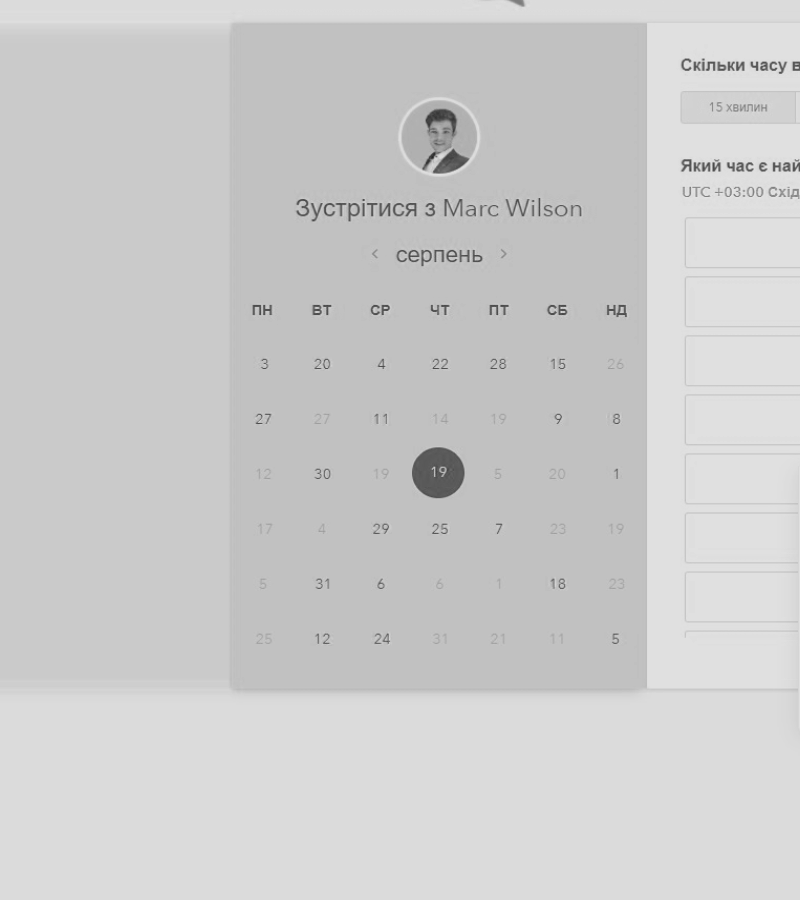 Скільки часу в
15 хвилин
Який час є най
UTC +03:00 Схід
Зустрітися з Marc Wilson
серпень
ПН ВТ СР ЧТ ПТ СБ НД
3 20 4 22 28 15 26
27 27 11 14 19 9 8
12 30 19 19 5 20 1
17 4 29 25 7 23 19
5 31 6 6 1 18 23
25 12 24 31 21 11 5